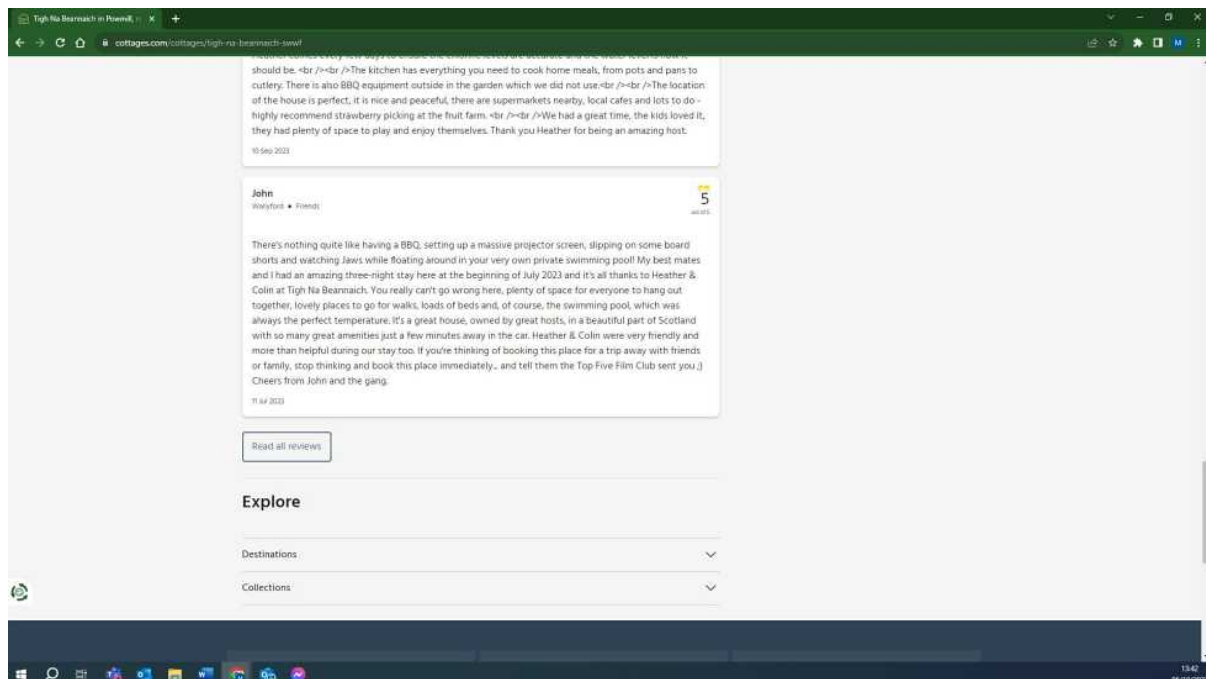 Tigh Na Beannaich in Powmill,
cottages.com/cottages/tigh-na-beannaich-swwf
M
should be. <br /><br />The kitchen has everything you need to cook home meals, from pots and pans to
cutlery. There is also BBQ equipment outside in the garden which we did not use.<br /><br />The location
of the house is perfect, it is nice and peaceful, there are supermarkets nearby, local cafes and lots to do -
highly recommend strawberry picking at the fruit farm. <br /><br />We had a great time, the kids loved it,
they had plenty of space to play and enjoy themselves. Thank you Heather for being an amazing host.
10 Sep 2023
John
5
Wallyford • Friends
There's nothing quite like having a BBQ, setting up a massive projector screen, slipping on some board
shorts and watching Jaws while floating around in your very own private swimming pool! My best mates
and I had an amazing three-night stay here at the beginning of July 2023 and it's all thanks to Heather &
Colin at Tigh Na Beannaich. You really can't go wrong here, plenty of space for everyone to hang out
together, lovely places to go for walks, loads of beds and, of course, the swimming pool, which was
always the perfect temperature. It's a great house, owned by great hosts, in a beautiful part of Scotland
with so many great amenities just a few minutes away in the car. Heather & Colin were very friendly and
more than helpful during our stay too. If you're thinking of booking this place for a trip away with friends
or family, stop thinking and book this place immediately... and tell them the Top Five Film Club sent you ;)
Cheers from John and the gang.
11 Jul 2023
Read all reviews
Explore
Destinations
Collections
13:42